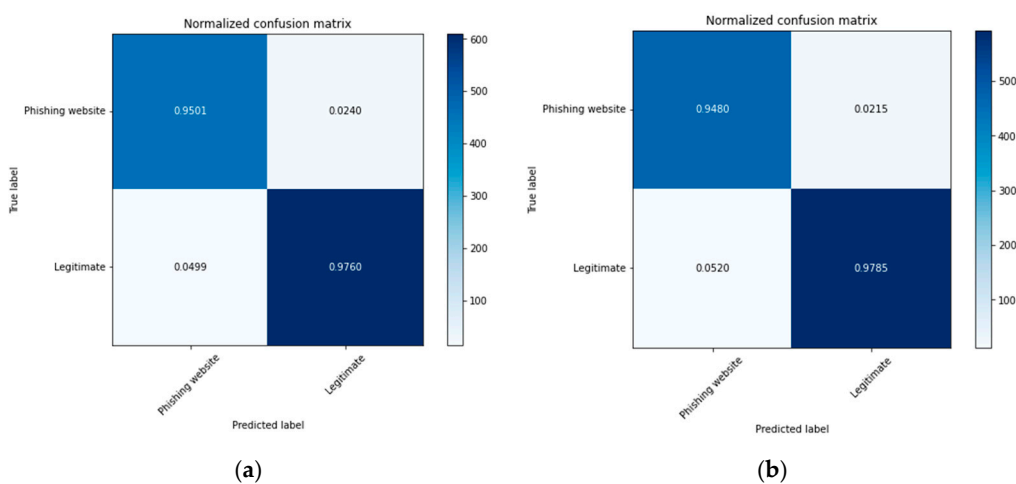 Normalized confusion matrix
Phishing website
0.9501
0.0240
Legitimate
0.0499
0.9760
True label
Phishing website
Legitimate
Predicted label
600
500
400
300
200
100
(a)
Normalized confusion matrix
Phishing website
0.9480
0.0215
Legitimate
0.0520
0.9785
True label
Phishing website
Legitimate
Predicted label
500
400
300
200
100
(b)